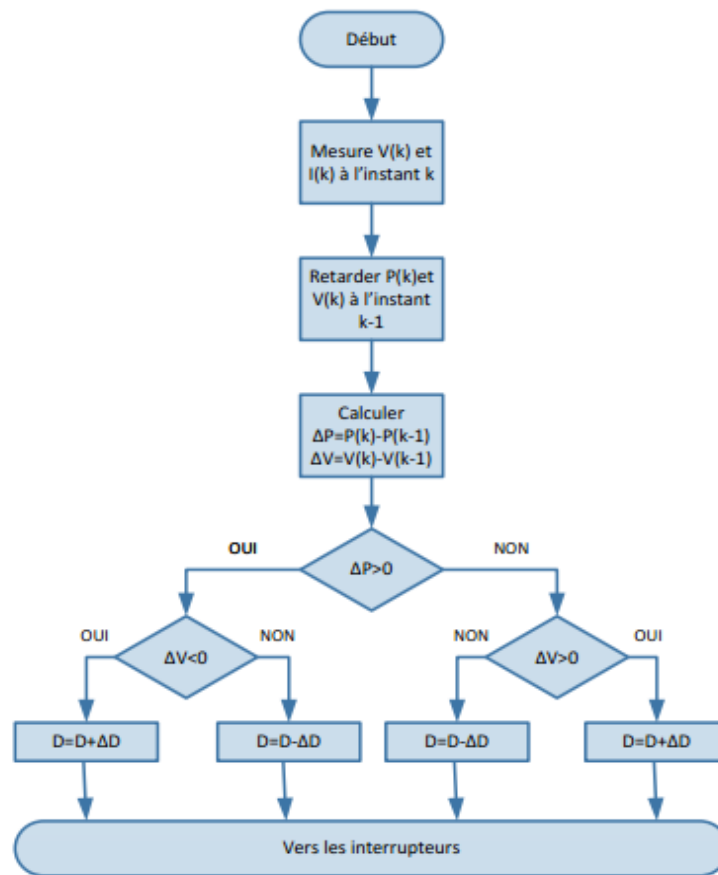 Début
Mesure V(k) et
I(k) à l'instant k
Retarder P(k)et
V(k) à l'instant
k-1
Calculer
ΔP=P(k)-P(k-1)
ΔV=V(k)-V(k-1)
OUI
NON
ΔP>0
OUI
NON
NON
OUI
ΔV<0
ΔV>0
D=D+ΔD
D=D-ΔD
D=D-ΔD
D=D+ΔD
Vers les interrupteurs